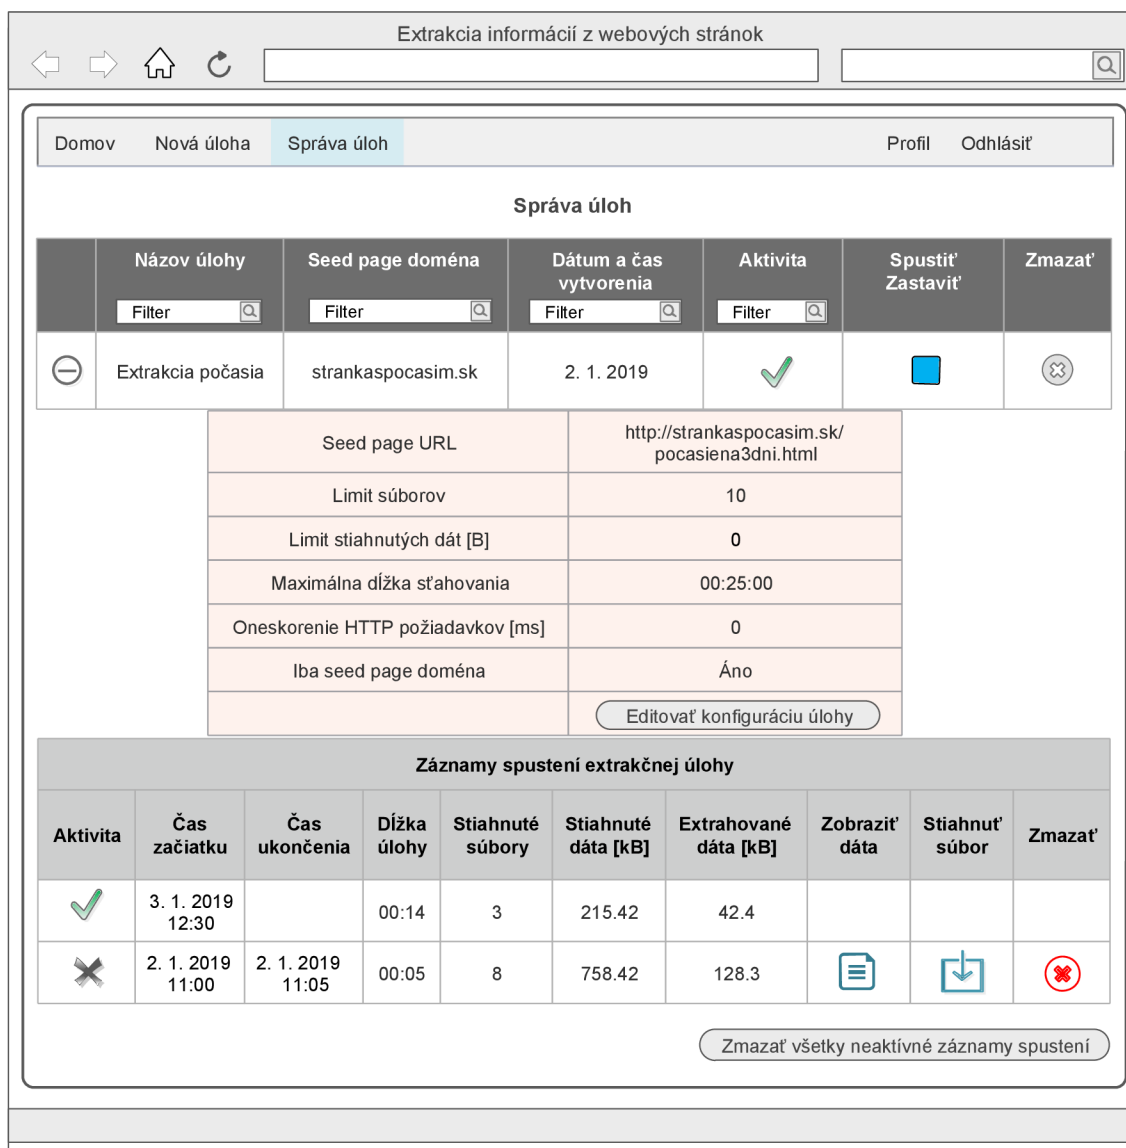 Extrakcia informácií z webových stránok
Domov Nová úloha Správa úloh Profil Odhlásiť
Správa úloh
Názov úlohy Seed page doména Dátum a čas vytvorenia Aktivita Spustiť Zastaviť Zmazať
Filter Filter Filter Filter
Extrakcia počasia strankaspocasim.sk 2. 1. 2019
Seed page URL http://strankaspocasim.sk/
pocasiena3dni.html
Limit súborov 10
Limit stiahnutých dát [B] 0
Maximálna dĺžka sťahovania 00:25:00
Oneskorenie HTTP požiadavkov [ms] 0
Iba seed page doména Áno
Editovať konfiguráciu úlohy
Záznamy spustení extrakčnej úlohy
Aktivita Čas začiatku Čas ukončenia Dĺžka úlohy Stiahnuté súbory Stiahnuté dáta [kB] Extrahované dáta [kB] Zobraziť dáta Stiahnuť súbor Zmazať
3. 1. 2019 12:30 00:14 3 215.42 42.4
2. 1. 2019 11:00 2. 1. 2019 11:05 00:05 8 758.42 128.3
Zmazať všetky neaktívné záznamy spustení